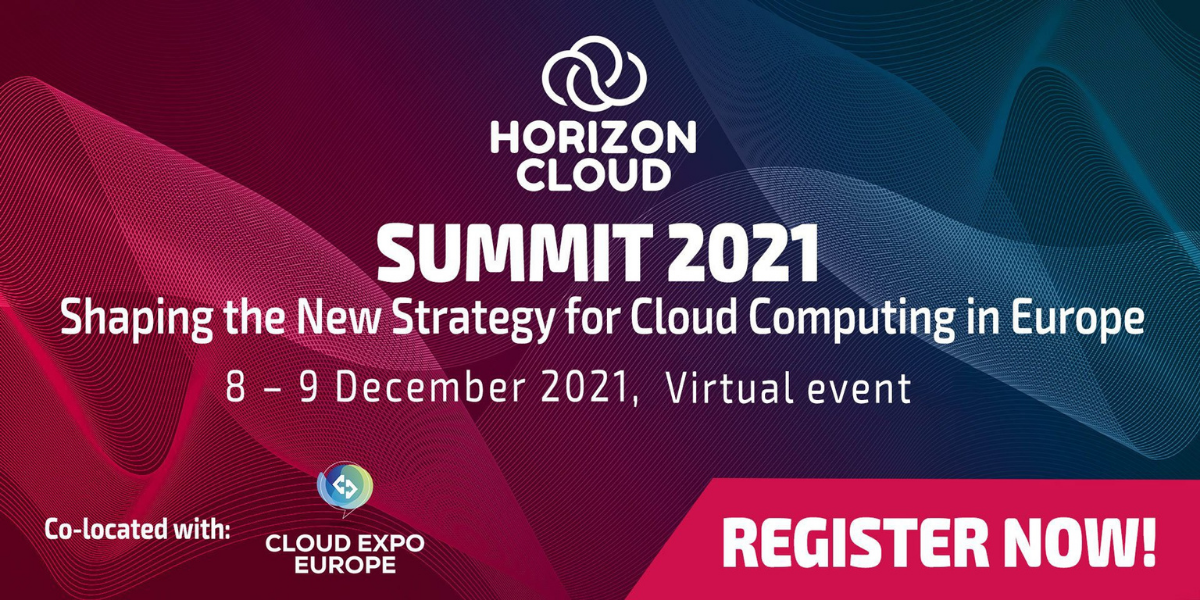 HORIZON
CLOUD
SUMMIT 2021
Shaping the New Strategy for Cloud Computing in Europe
8 – 9 December 2021, Virtual event
Co-located with:
CLOUD EXPO
EUROPE
REGISTER NOW!